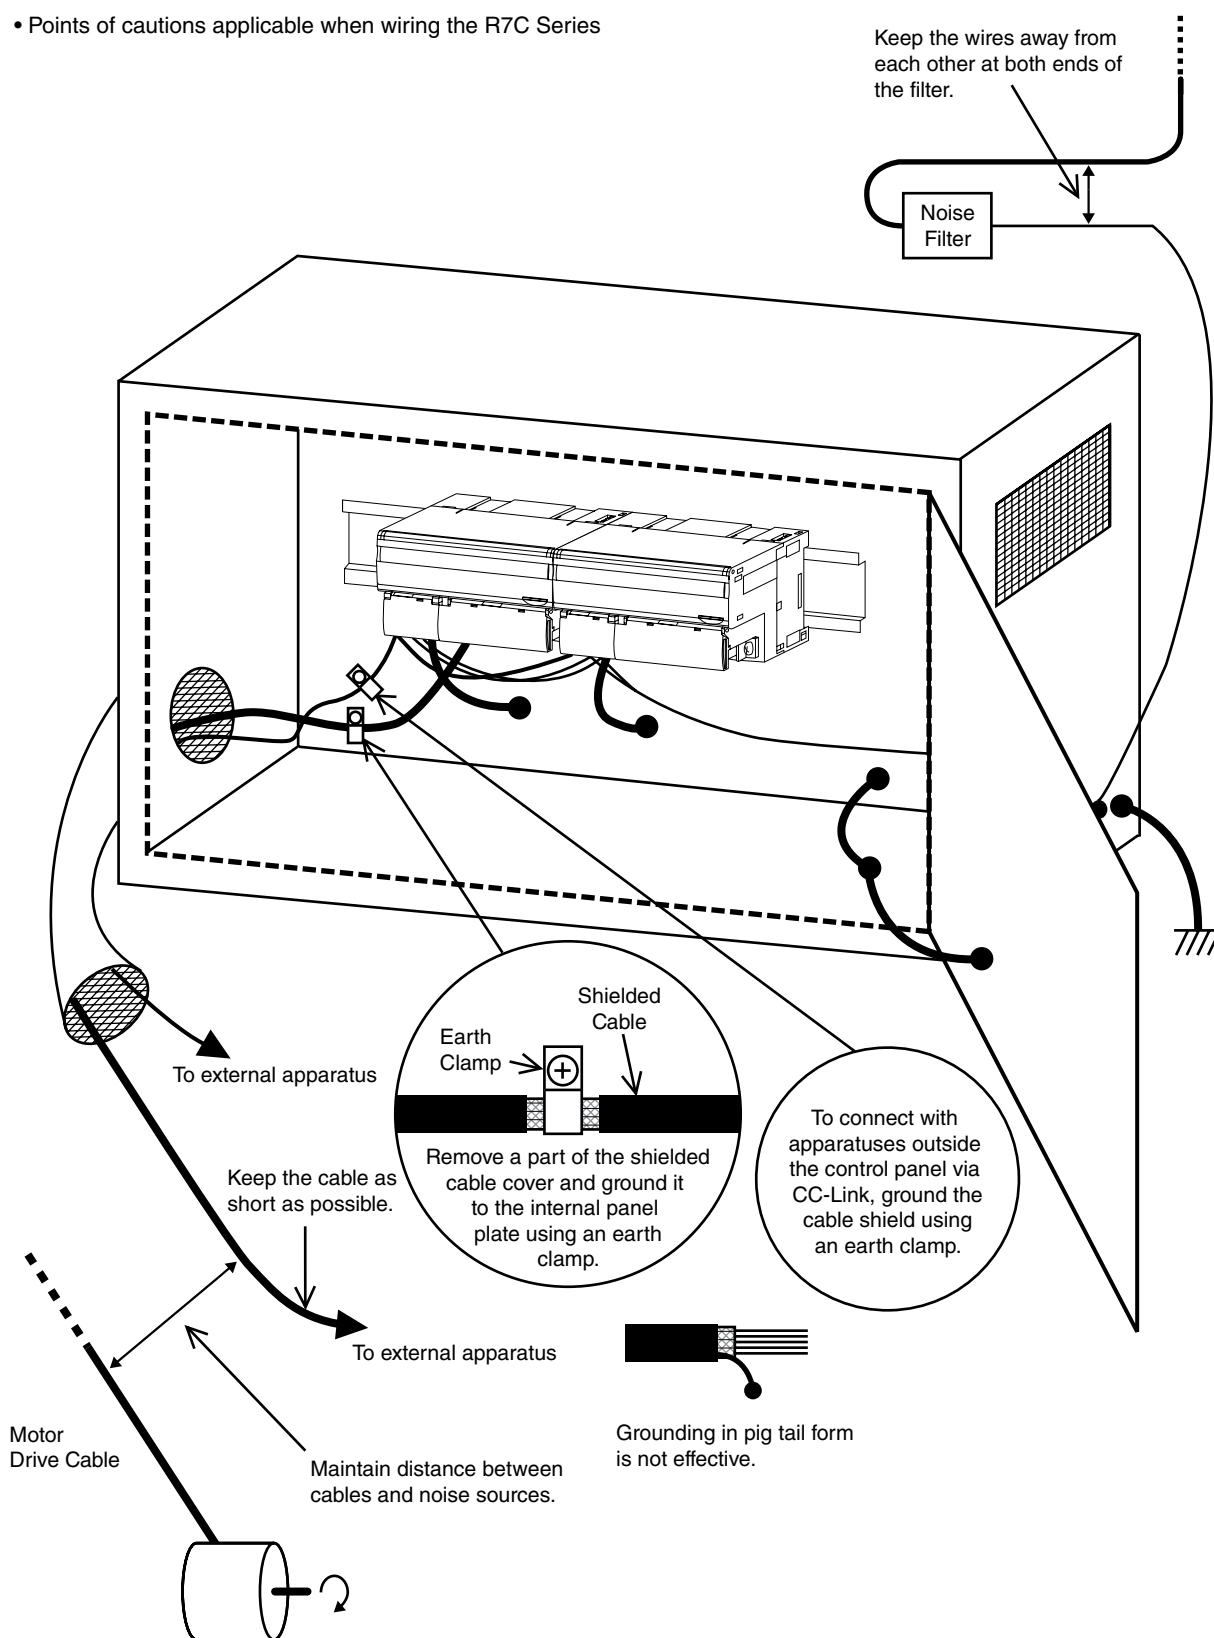 • Points of cautions applicable when wiring the R7C Series
Keep the wires away from
each other at both ends of
the filter.
Noise
Filter
Shielded
Cable
Earth
Clamp
To external apparatus
Remove a part of the shielded
cable cover and ground it
to the internal panel
plate using an earth
clamp.
To connect with
apparatuses outside
the control panel via
CC-Link, ground the
cable shield using
an earth clamp.
Keep the cable as
short as possible.
To external apparatus
Motor
Drive Cable
Maintain distance between
cables and noise sources.
Grounding in pig tail form
is not effective.